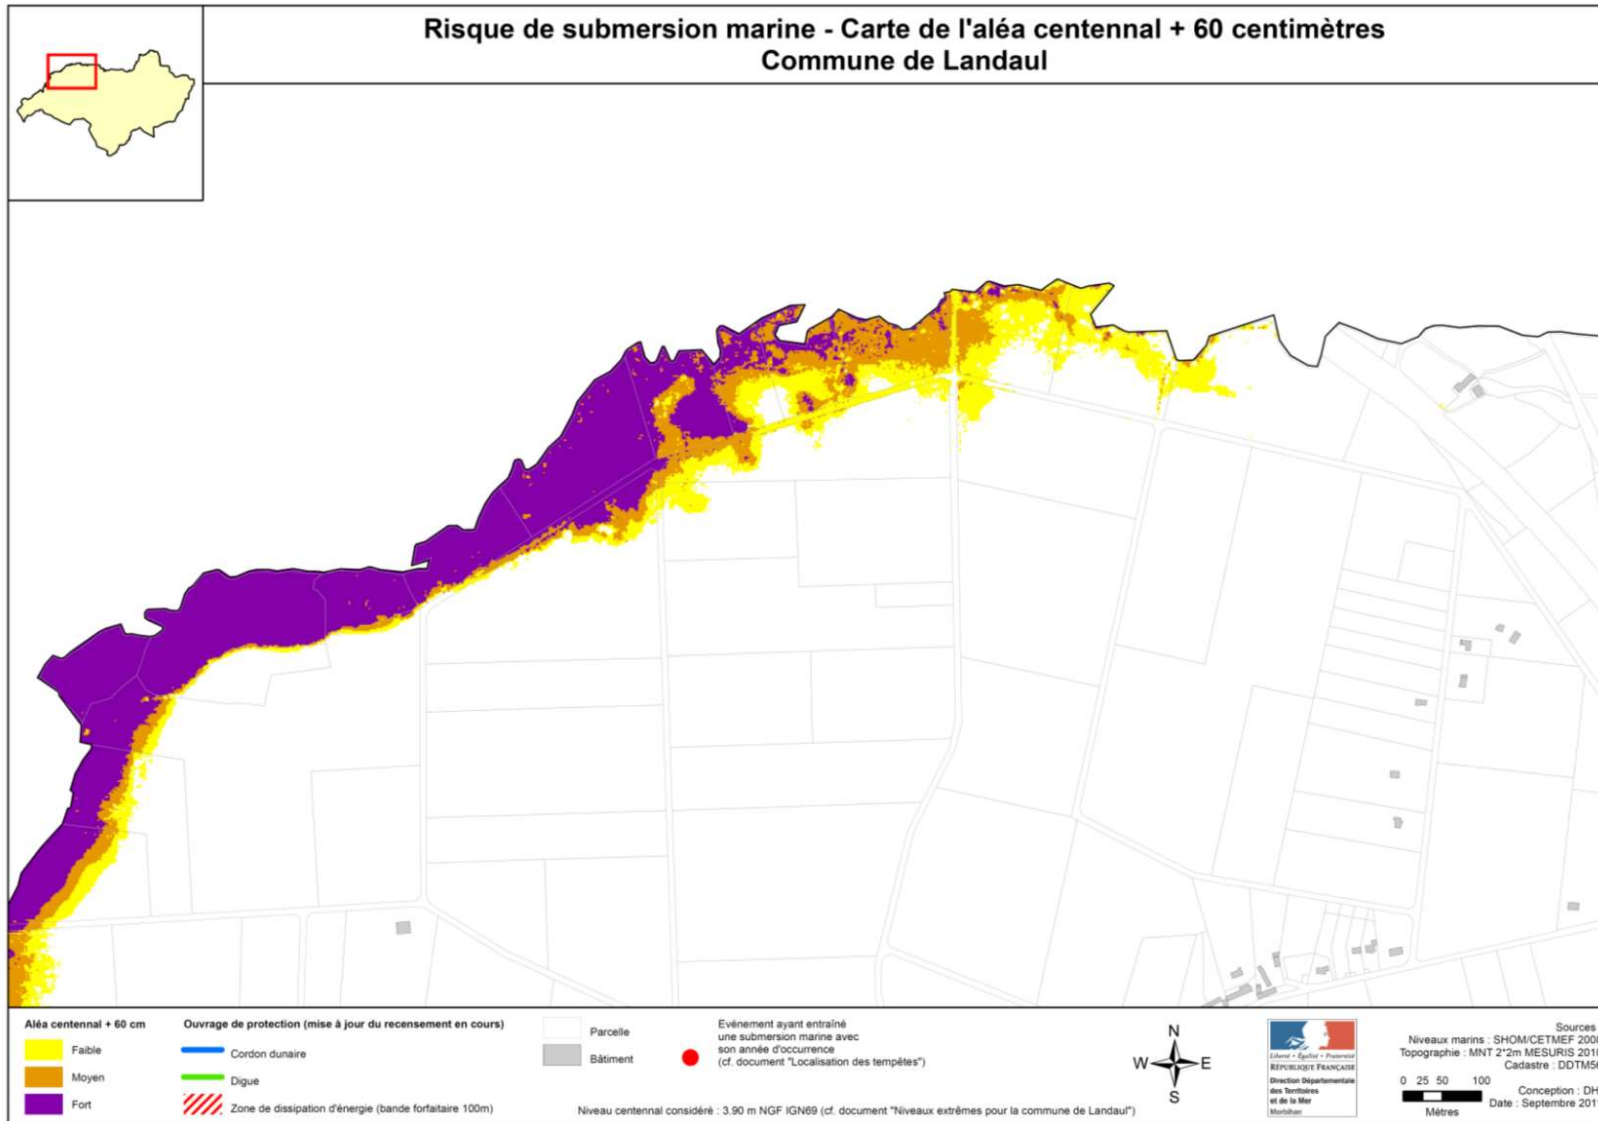 Risque de submersion marine - Carte de l'aléa centennal + 60 centimètres
Commune de Landaul
Aléa centennal + 60 cm
Faible
Moyen
Fort
Ouvrage de protection (mise à jour du recensement en cours)
Cordon dunaire
Digue
Zone de dissipation d'énergie (bande forfaitaire 100m)
Parcelle
Bâtiment
Evénement ayant entraîné
une submersion marine avec
son année d'occurrence
(cf. document "Localisation des tempêtes")
Niveau centennal considéré : 3.90 m NGF IGN69 (cf. document "Niveaux extrêmes pour la commune de Landaul")
N
W E
S
Liberté • Égalité • Fraternité
RÉPUBLIQUE FRANÇAISE
Direction Départementale
des Territoires
et de la Mer
Morbihan
Sources
Niveaux marins : SHOM/CETMEF 200
Topographie : MNT 2*2m MESURIS 201
Cadastre : DDTM5
0 25 50 100
Mètres
Conception : DH
Date : Septembre 201